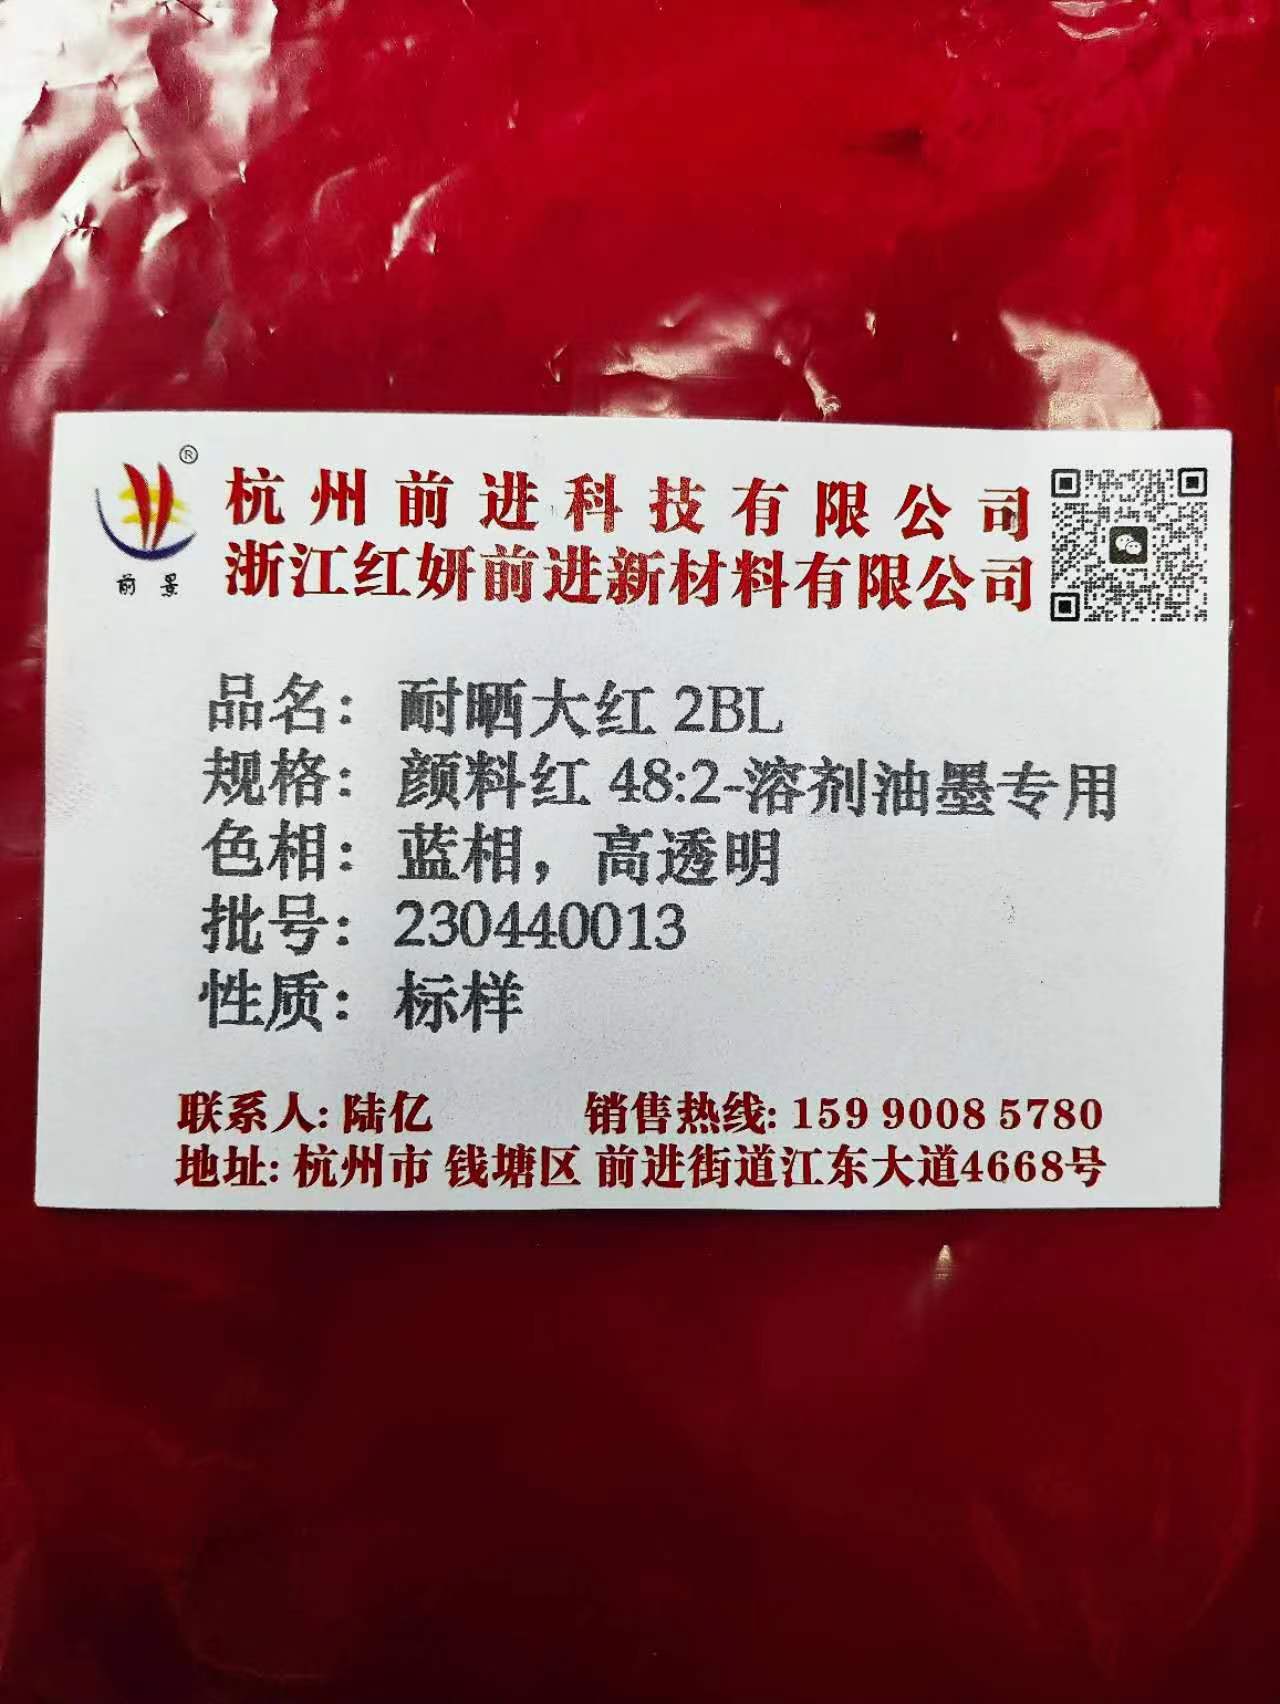 ®
前景
杭州前进科技有限公司
浙江红妍前进新材料有限公司
品名：耐晒大红 2BL
规格：颜料红 48:2-溶剂油墨专用
色相：蓝相，高透明
批号：230440013
性质：标样
联系人：陆亿 销售热线：159 9008 5780
地址：杭州市 钱塘区 前进街道江东大道4668号